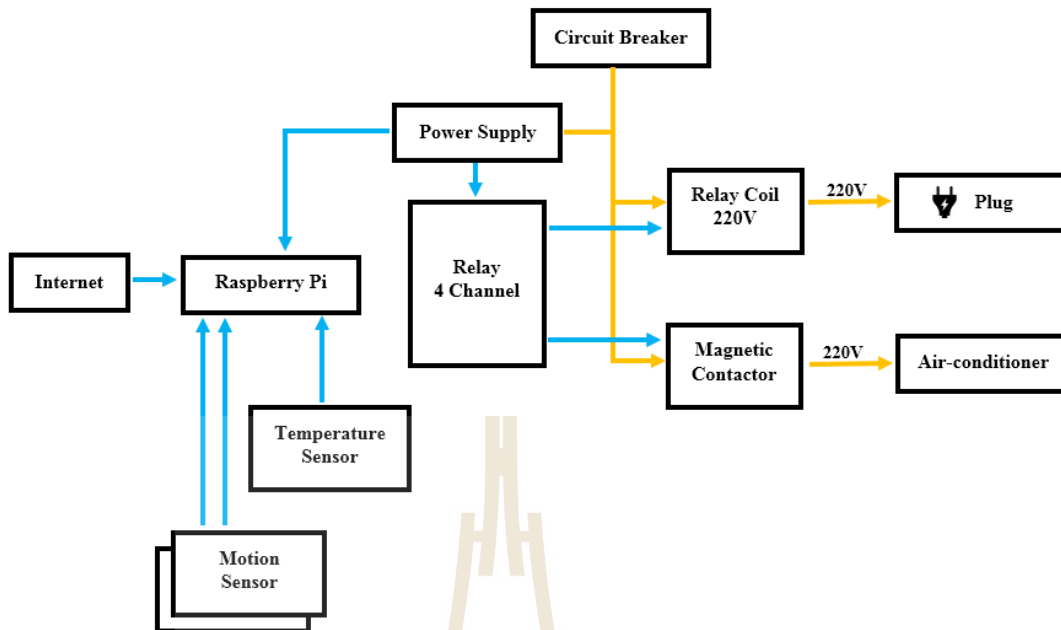 Circuit Breaker
Power Supply
Relay Coil
220V
220V
Plug
Internet
Raspberry Pi
Relay
4 Channel
Magnetic
Contactor
220V
Air-conditioner
Temperature
Sensor
Motion
Sensor